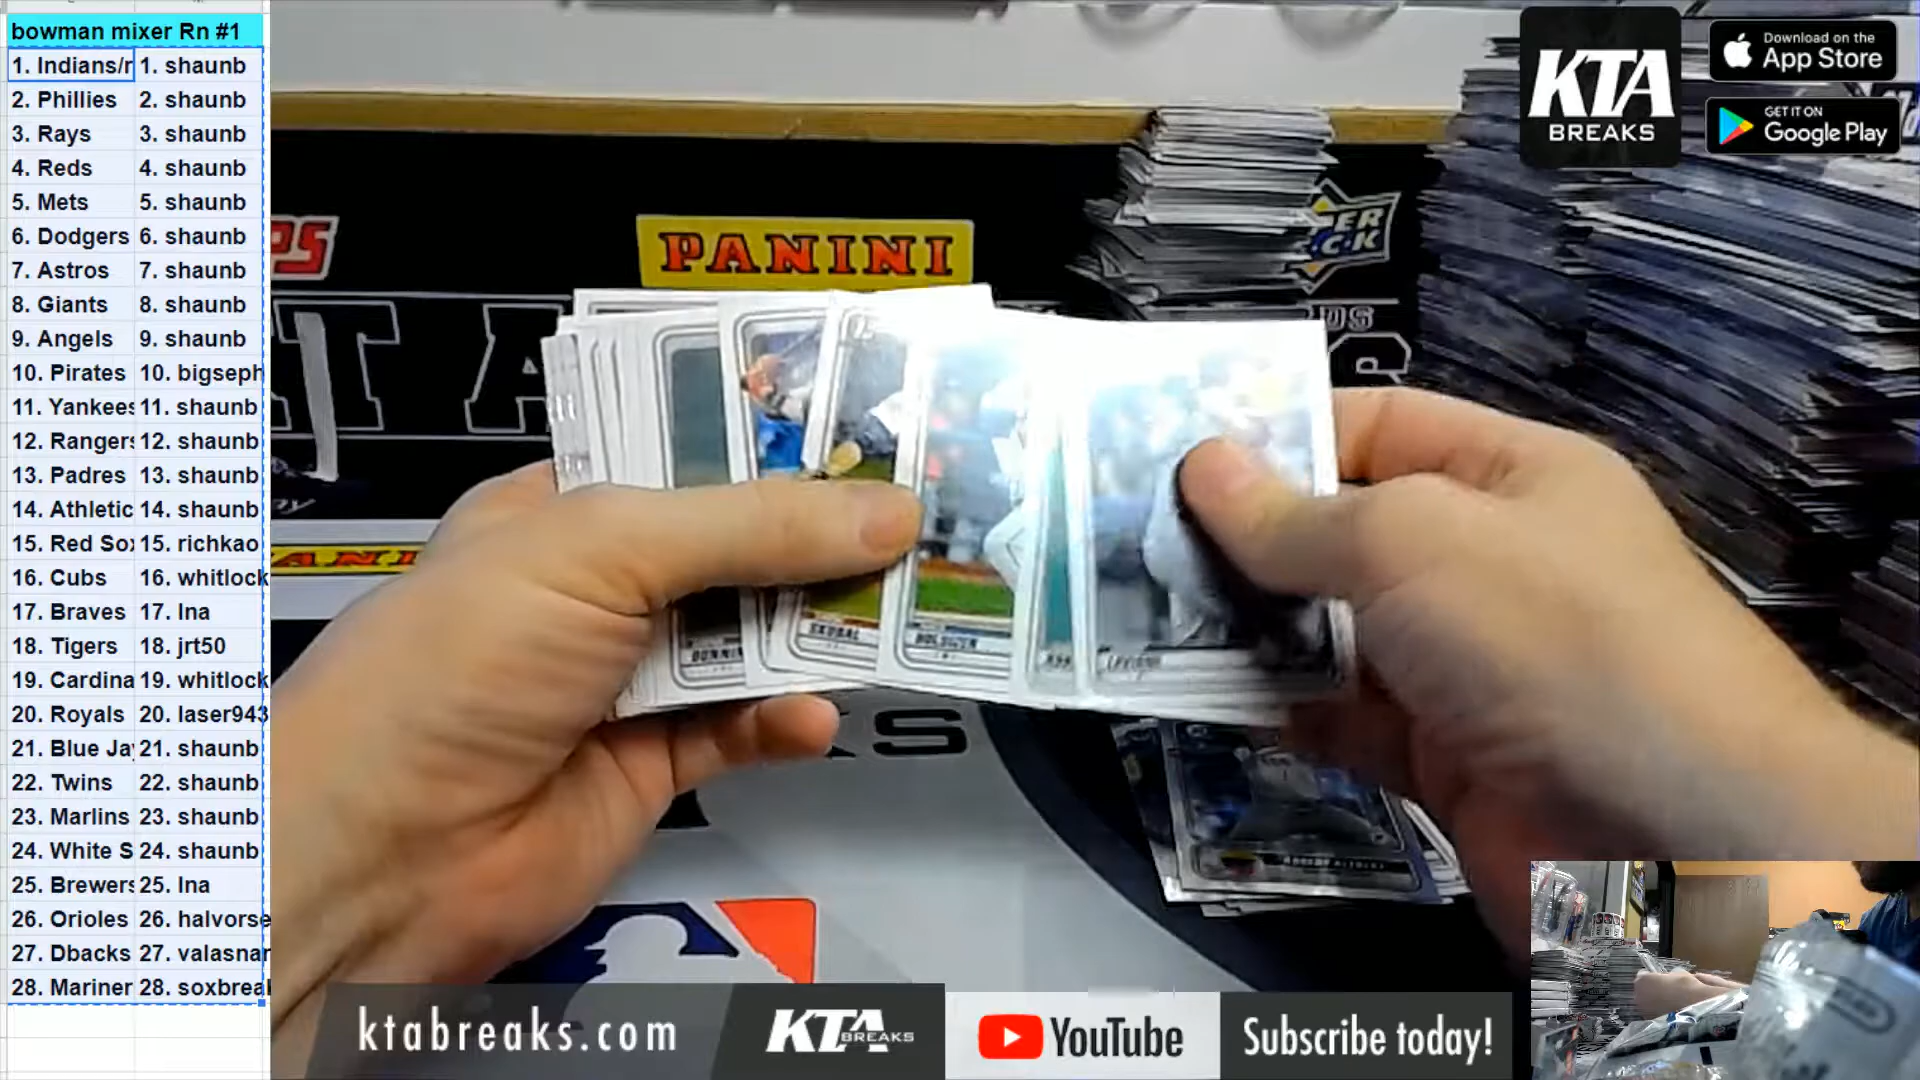 bowman mixer Rn #1
1. Indians/r 1. shaunb
2. Phillies 2. shaunb
3. Rays 3. shaunb
4. Reds 4. shaunb
5. Mets 5. shaunb
6. Dodgers 6. shaunb
7. Astros 7. shaunb
8. Giants 8. shaunb
9. Angels 9. shaunb
10. Pirates 10. bigseph
11. Yankees 11. shaunb
12. Rangers 12. shaunb
13. Padres 13. shaunb
14. Athletic 14. shaunb
15. Red Sox 15. richkao
16. Cubs 16. whitlock
17. Braves 17. lna
18. Tigers 18. jrt50
19. Cardina 19. whitlock
20. Royals 20. laser943
21. Blue Jay 21. shaunb
22. Twins 22. shaunb
23. Marlins 23. shaunb
24. White S 24. shaunb
25. Brewers 25. lna
26. Orioles 26. halvorse
27. Dbacks 27. valasnar
28. Mariner 28. soxbreak
KTA
BREAKS
Download on the
App Store
GET IT ON
Google Play
PANINI
SKUBAL
KS
ktabreaks.com
KTA BREAKS
YouTube
Subscribe today!